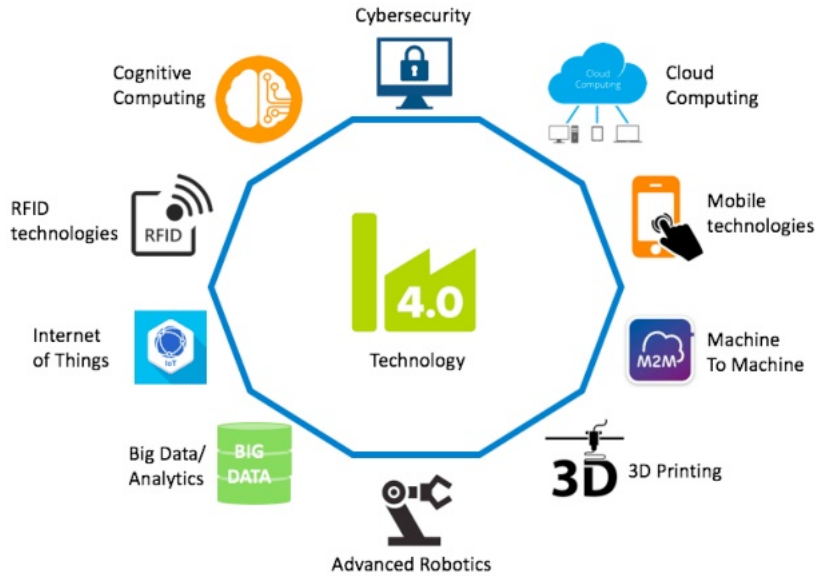 Cybersecurity
Cognitive
Computing
Cloud
Computing
Cloud
Computing
RFID
technologies
RFID
Mobile
technologies
4.0
Technology
Internet
of Things
IoT
M2M
Machine
To Machine
Big Data/
Analytics
BIG
DATA
3D
3D Printing
Advanced Robotics